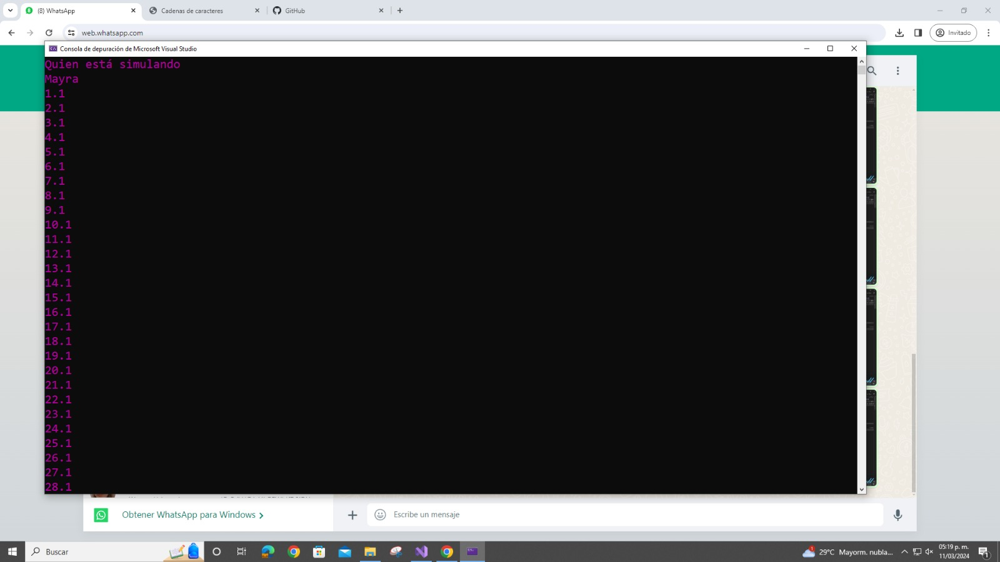 (8) WhatsApp
Cadenas de caracteres
GitHub
web.whatsapp.com
Invitado
Consola de depuración de Microsoft Visual Studio
Quien está simulando
Mayra
1.1
2.1
3.1
4.1
5.1
6.1
7.1
8.1
9.1
10.1
11.1
12.1
13.1
14.1
15.1
16.1
17.1
18.1
19.1
20.1
21.1
22.1
23.1
24.1
25.1
26.1
27.1
28.1
Obtener WhatsApp para Windows
Escribe un mensaje
Buscar
29°C Mayorm. nubla...
05:19 p. m.
11/03/2024